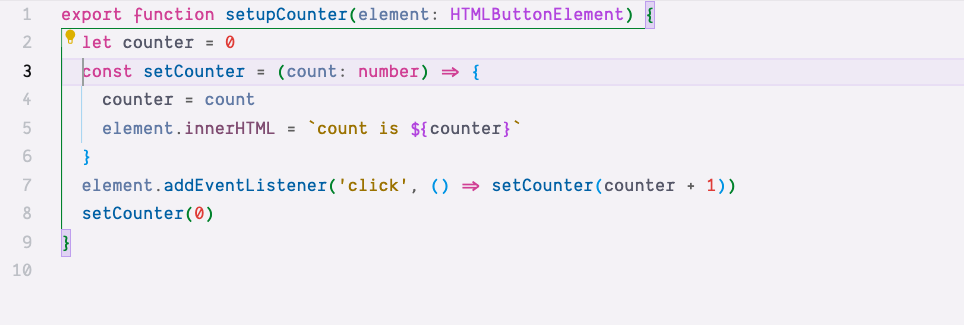 1 export function setupCounter(element: HTMLButtonElement) {
2 let counter = 0
3 const setCounter = (count: number) => {
4 counter = count
5 element.innerHTML = `count is ${counter}`
6 }
7 element.addEventListener('click', () => setCounter(counter + 1))
8 setCounter(0)
9 }
10